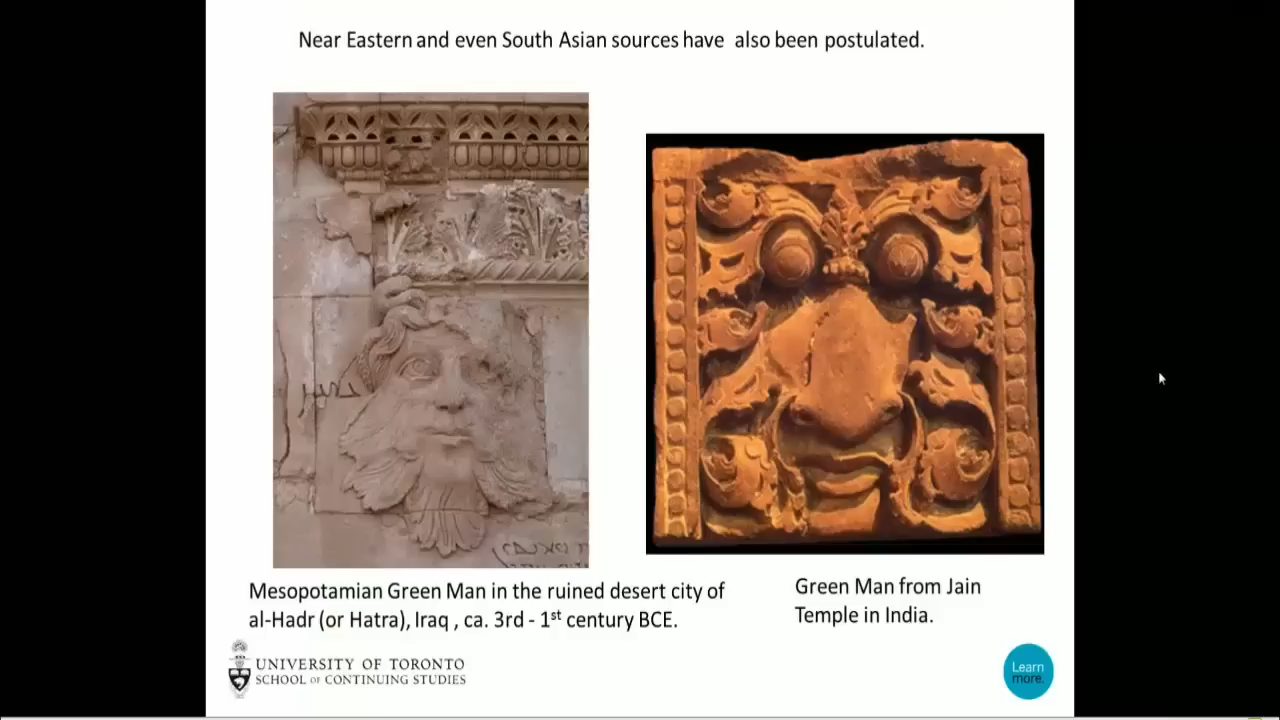 Near Eastern and even South Asian sources have also been postulated.
Mesopotamian Green Man in the ruined desert city of
al-Hadr (or Hatra), Iraq , ca. 3rd - 1st century BCE.
Green Man from Jain
Temple in India.
UNIVERSITY OF TORONTO
SCHOOL OF CONTINUING STUDIES
Learn
more.